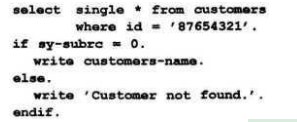 select single * from customers
where id = '87654321'.
if sy-subrc = 0.
write customers-name.
else.
write 'Customer not found.'.
endif.